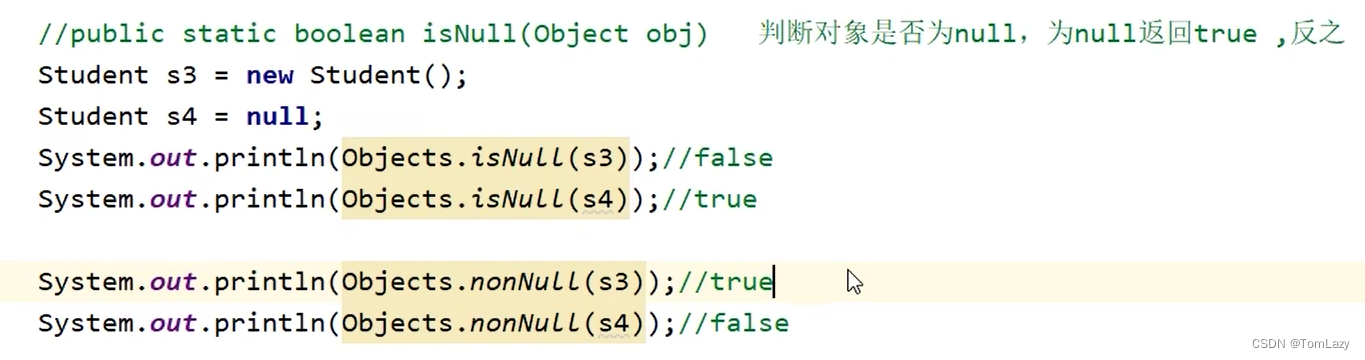 //public static boolean isNull(Object obj)   判断对象是否为null，为null返回true ,反之
Student s3 = new Student();
Student s4 = null;
System.out.println(Objects.isNull(s3));//false
System.out.println(Objects.isNull(s4));//true
System.out.println(Objects.nonNull(s3));//true
System.out.println(Objects.nonNull(s4));//false
CSDN @TomLazy